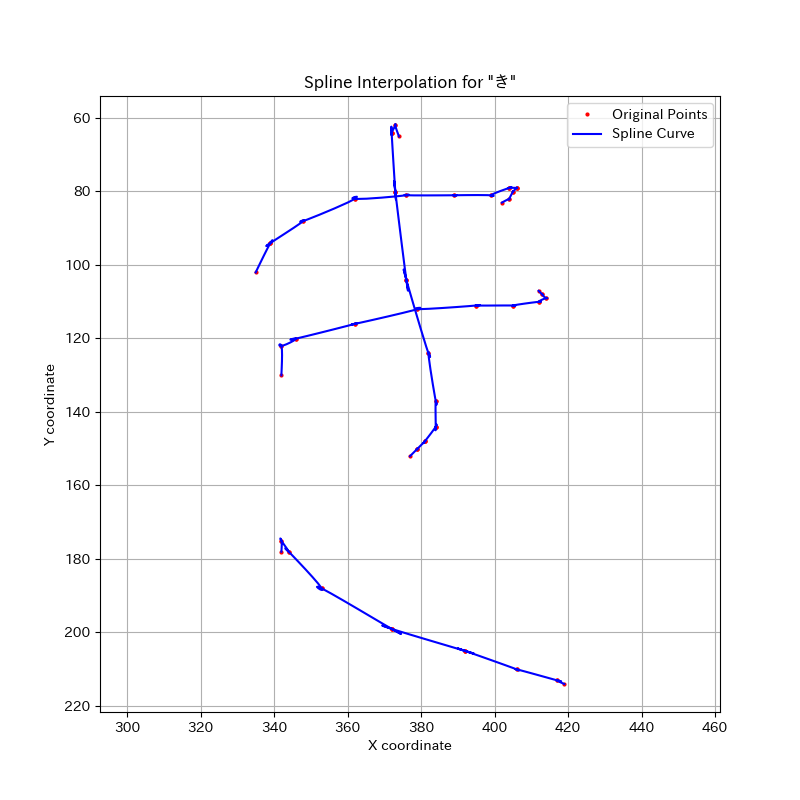 Spline Interpolation for "き"
Original Points
Spline Curve
Y coordinate
60
80
100
120
140
160
180
200
220
300 320 340 360 380 400 420 440 460
X coordinate
き